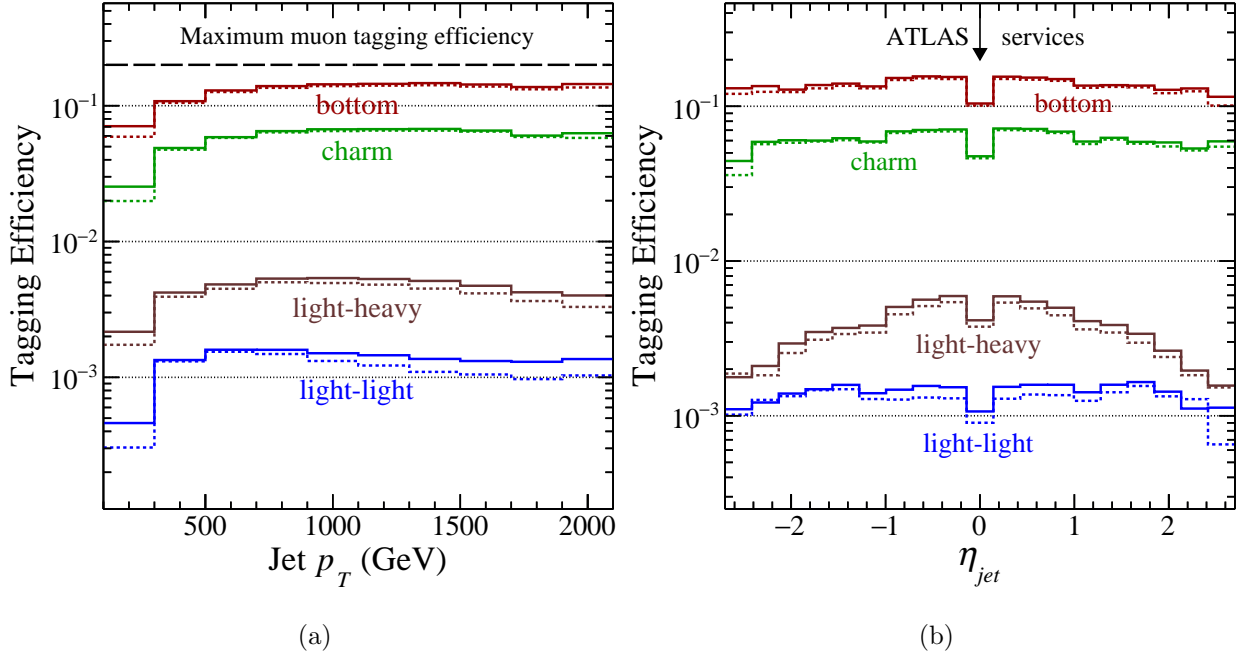 Maximum muon tagging efficiency
bottom
charm
light-heavy
light-light
Tagging Efficiency
10⁻¹
10⁻²
10⁻³
500 1000 1500 2000
Jet p_T (GeV)
(a)
ATLAS services
bottom
charm
light-heavy
light-light
Tagging Efficiency
10⁻¹
10⁻²
10⁻³
−2 −1 0 1 2
η_jet
(b)